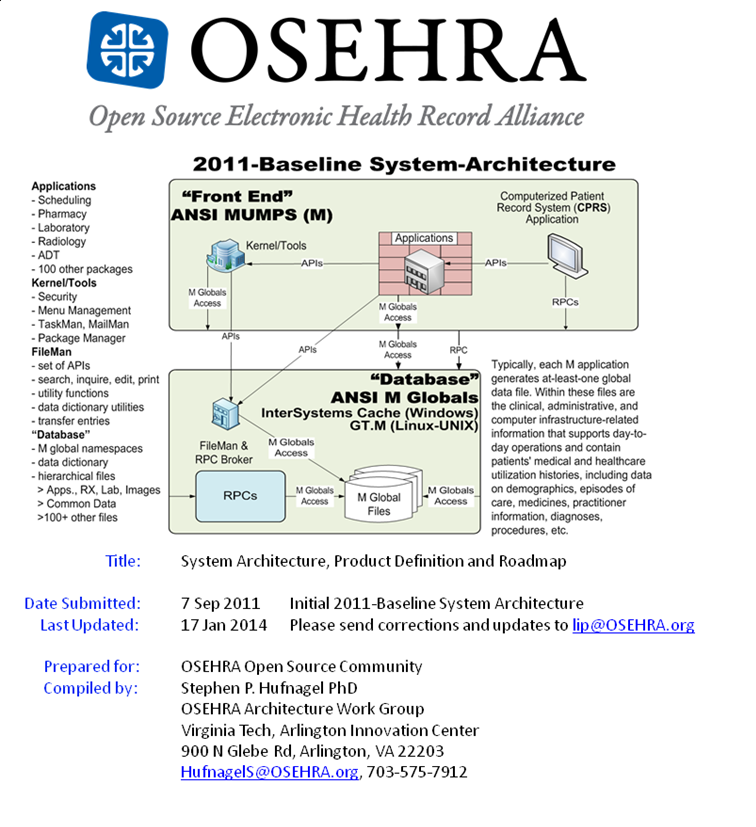 OSEHRA
Open Source Electronic Health Record Alliance
2011-Baseline System-Architecture
Applications
- Scheduling
- Pharmacy
- Laboratory
- Radiology
- ADT
- 100 other packages
Kernel/Tools
- Security
- Menu Management
- TaskMan, MailMan
- Package Manager
FileMan
- set of APIs
- search, inquire, edit, print
- utility functions
- data dictionary utilities
- transfer entries
“Database”
- M global namespaces
- data dictionary
- hierarchical files
> Apps., RX, Lab, Images
> Common Data
>100+ other files
“Front End”
ANSI MUMPS (M)
Kernel/Tools
APIs
Applications
APIs
Computerized Patient
Record System (CPRS)
Application
M Globals
Access
M Globals
Access
RPCs
APIs
APIs
M Globals
Access
RPC
“Database”
ANSI M Globals
InterSystems Cache (Windows)
GT.M (Linux-UNIX)
FileMan &
RPC Broker
M Globals
Access
RPCs
M Globals
Access
M Global
Files
M Globals
Access
Typically, each M application
generates at-least-one global
data file. Within these files are
the clinical, administrative, and
computer infrastructure-related
information that supports day-to-
day operations and contain
patients' medical and healthcare
utilization histories, including data
on demographics, episodes of
care, medicines, practitioner
information, diagnoses,
procedures, etc.
Title: System Architecture, Product Definition and Roadmap
Date Submitted: 7 Sep 2011 Initial 2011-Baseline System Architecture
Last Updated: 17 Jan 2014 Please send corrections and updates to lip@OSEHRA.org
Prepared for: OSEHRA Open Source Community
Compiled by: Stephen P. Hufnagel PhD
OSEHRA Architecture Work Group
Virginia Tech, Arlington Innovation Center
900 N Glebe Rd, Arlington, VA 22203
HufnagelS@OSEHRA.org, 703-575-7912